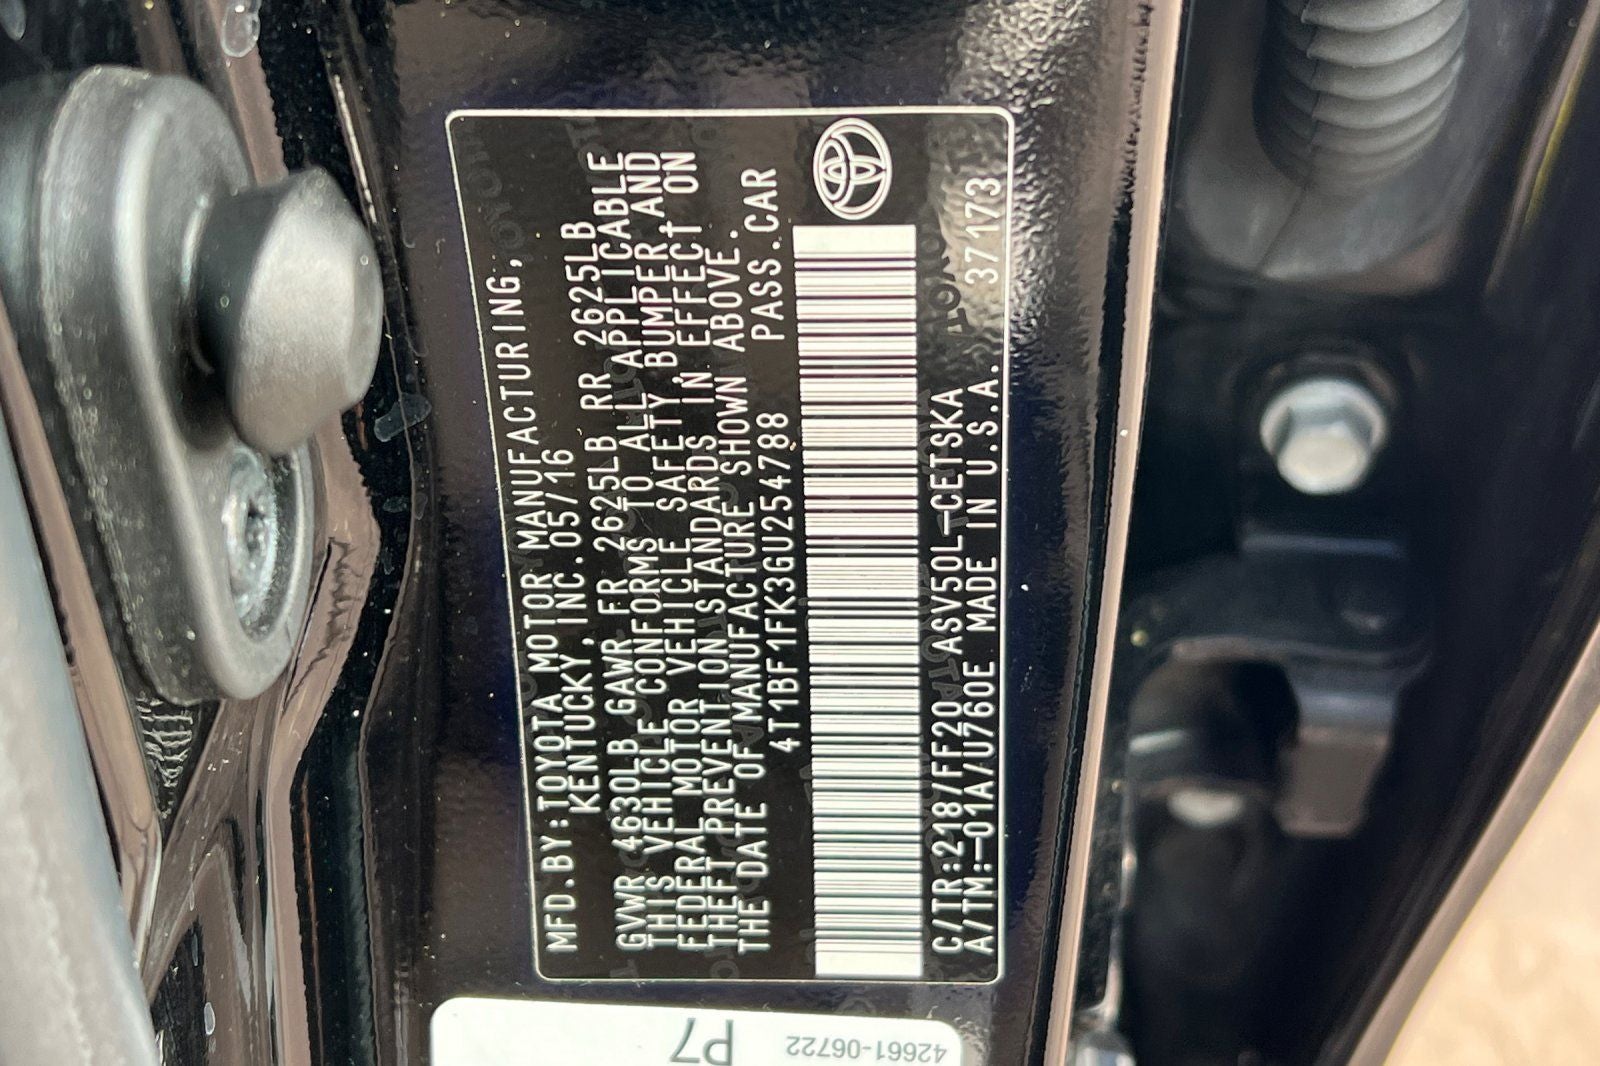 MFD.BY:TOYOTA MOTOR MANUFACTURING,
KENTUCKY, INC. 05/16
GVWR 4630LB GAWR FR 2625LB RR 2625LB
THIS VEHICLE CONFORMS TO ALL APPLICABLE
FEDERAL MOTOR VEHICLE SAFETY, BUMPER, AND
THEFT PREVENTION STANDARDS IN EFFECT ON
THE DATE OF MANUFACTURE SHOWN ABOVE.
4T1BF1FK3GU254788 PASS.CAR
C/TR:218/FF20 ASV50L-CETSKA
A/TM:-01A/U760E MADE IN U.S.A. 37173
P7
42661-06722